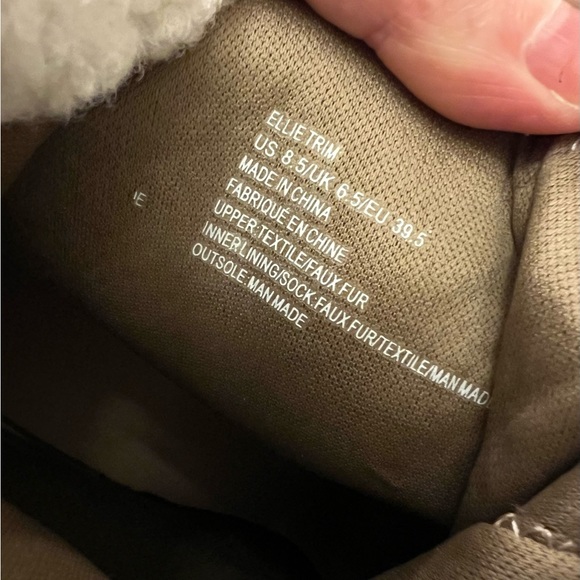 ELLIE TRIM
US 8.5/UK 6.5/EU 39.5
MADE IN CHINA
FABRIQUÉ EN CHINE
UPPER:TEXTILE/FAUX FUR
INNER LINING/SOCK:FAUX FUR/TEXTILE/MAN MAD
OUTSOLE:MAN MADE